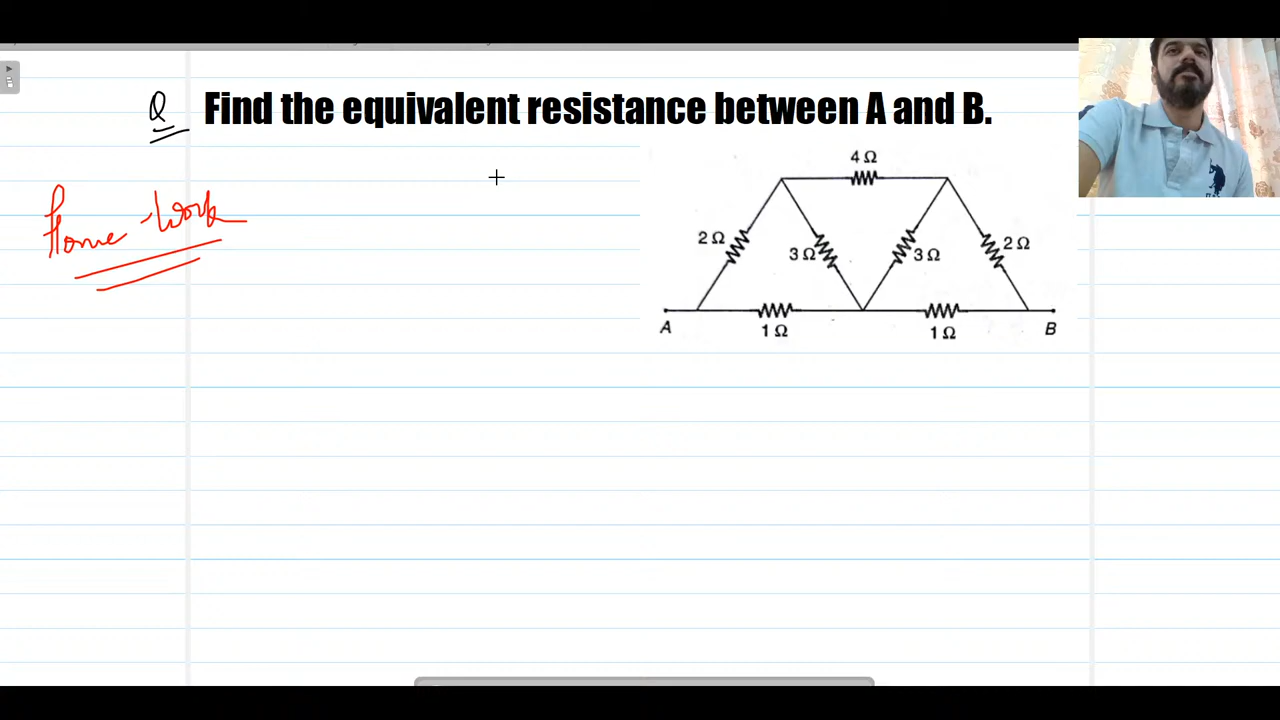 Q Find the equivalent resistance between A and B.
Home-Work
4 Ω
2 Ω 3 Ω 3 Ω 2 Ω
A 1 Ω 1 Ω B